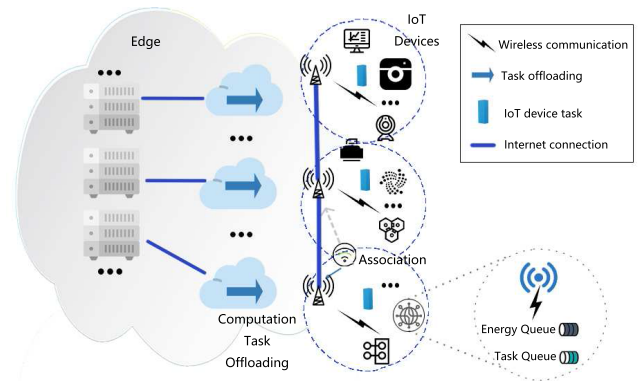 Edge
IoT
Devices
Wireless communication
Task offloading
IoT device task
Internet connection
Association
Computation
Task
Offloading
Energy Queue
Task Queue